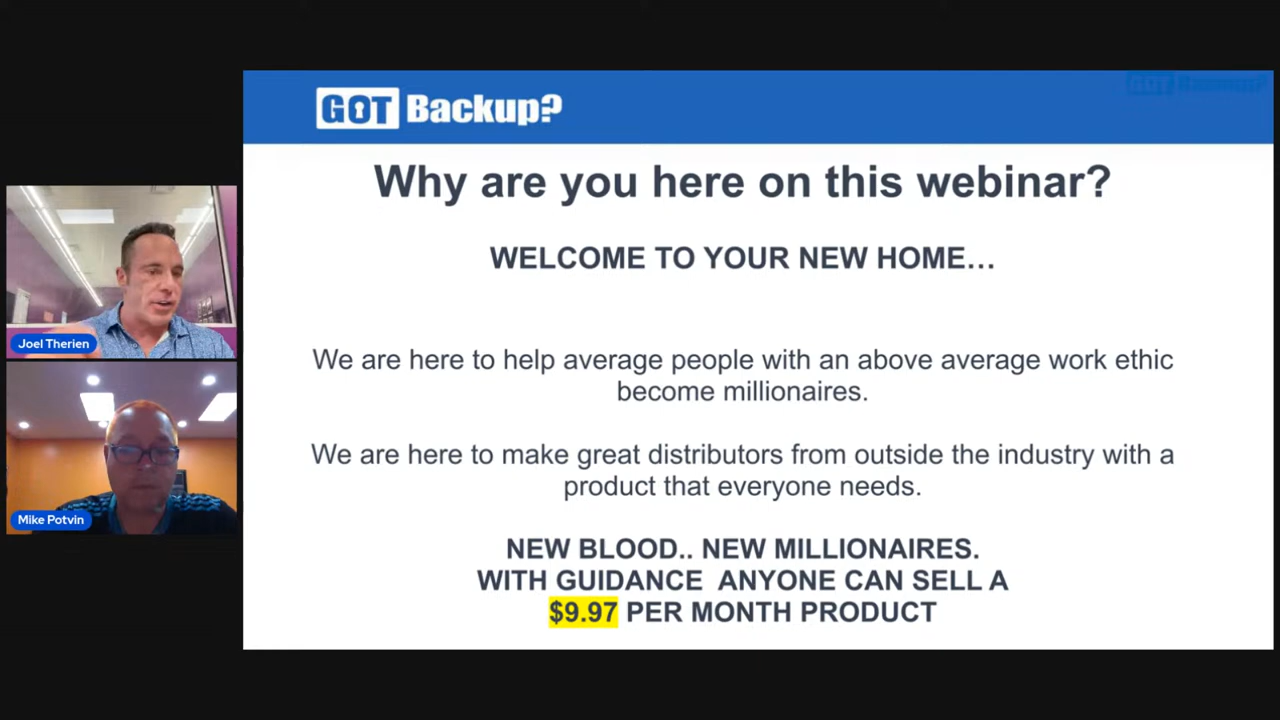 GOT Backup?
GOT Backup?
Why are you here on this webinar?
WELCOME TO YOUR NEW HOME…
We are here to help average people with an above average work ethic
become millionaires.
We are here to make great distributors from outside the industry with a
product that everyone needs.
NEW BLOOD.. NEW MILLIONAIRES.
WITH GUIDANCE ANYONE CAN SELL A
$9.97 PER MONTH PRODUCT
Joel Therien
Mike Potvin